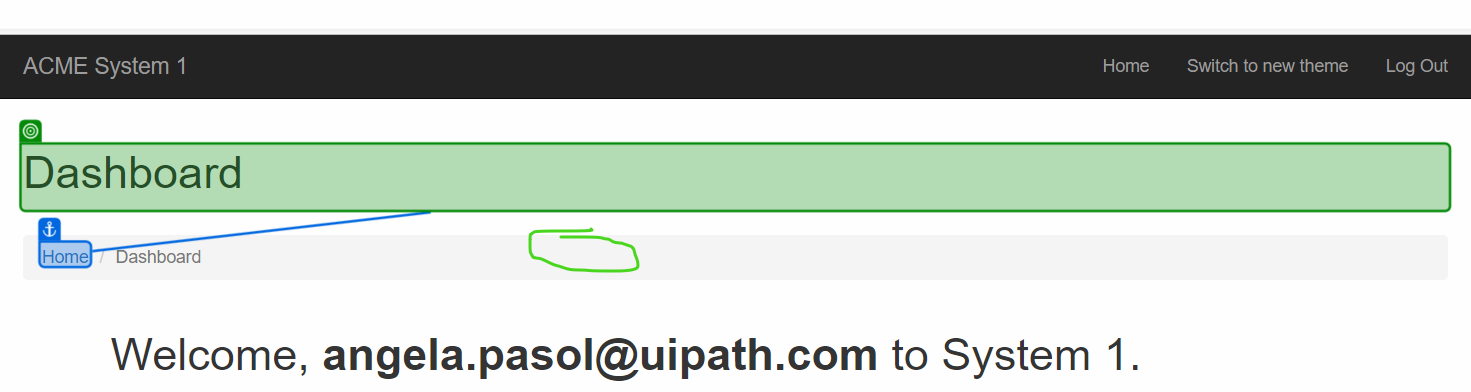 ACME System 1 Home Switch to new theme Log Out
Dashboard
Home / Dashboard
Welcome, angela.pasol@uipath.com to System 1.